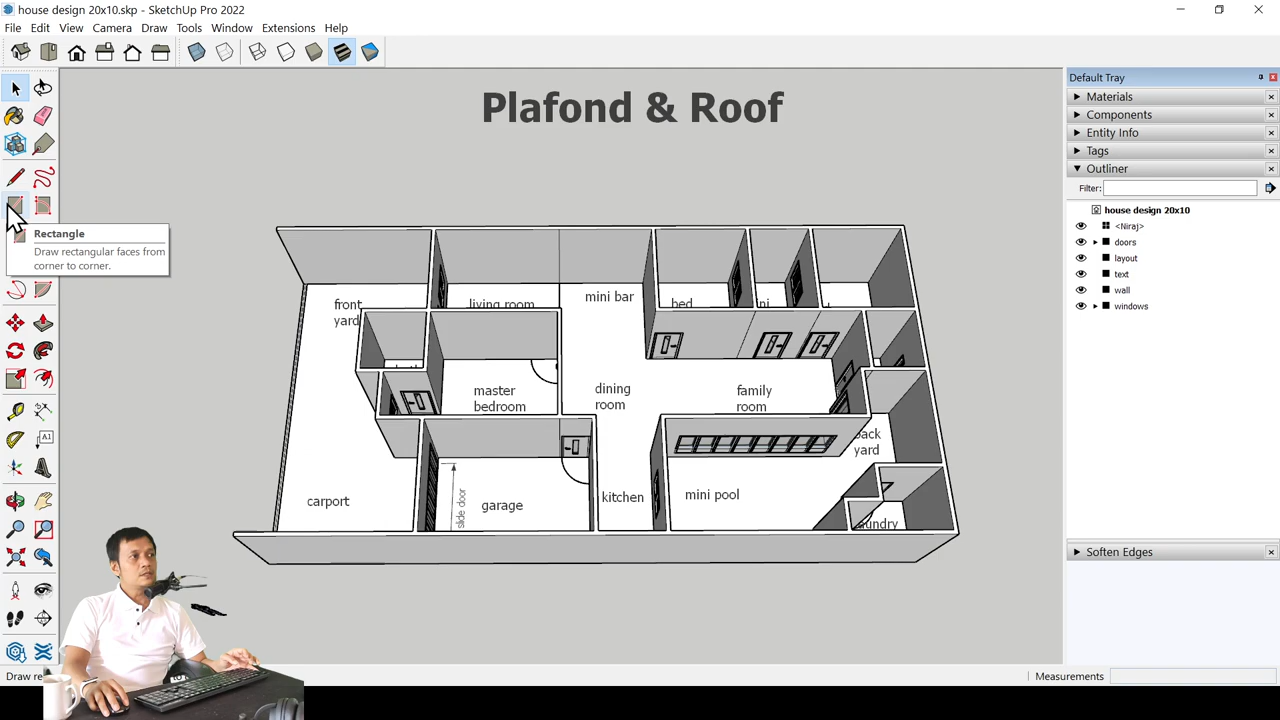 house design 20x10.skp - SketchUp Pro 2022
File Edit View Camera Draw Tools Window Extensions Help
Plafond & Roof
Default Tray
Materials
Components
Entity Info
Tags
Outliner
Filter:
house design 20x10
<Niraj>
doors
layout
text
wall
windows
Soften Edges
Rectangle
Draw rectangular faces from
corner to corner.
A1
front
yard
living room
mini bar
bed
master
bedroom
dining
room
family
room
back
yard
carport
slide door
garage
kitchen
mini pool
Draw
Measurements